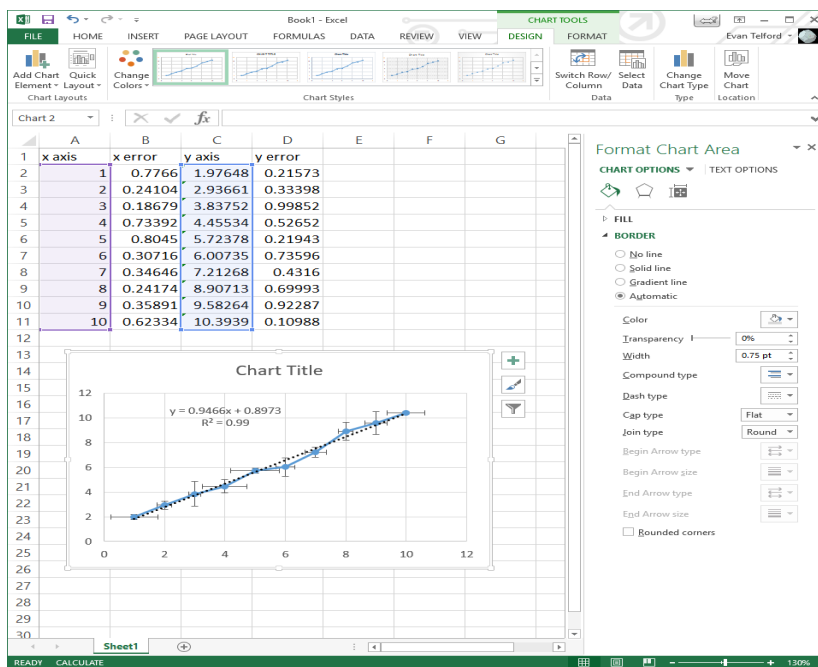 Book1 - Excel
CHART TOOLS
FILE HOME INSERT PAGE LAYOUT FORMULAS DATA REVIEW VIEW DESIGN FORMAT Evan Telford
Add Chart Element Quick Layout Change Colors Switch Row/ Column Select Data Change Chart Type Move Chart
Chart Layouts Chart Styles Data Type Location
Chart 2 fx
A B C D E F G
1 x axis x error y axis y error
2 1 0.7766 1.97648 0.21573
3 2 0.24104 2.93661 0.33398
4 3 0.18679 3.83752 0.99852
5 4 0.73392 4.45534 0.52652
6 5 0.8045 5.72378 0.21943
7 6 0.30716 6.00735 0.73596
8 7 0.34646 7.21268 0.4316
9 8 0.24174 8.90713 0.69993
10 9 0.35891 9.58264 0.92287
11 10 0.62334 10.3939 0.10988
12
13
14
15
16
17
18
19
20
21
22
23
24
25
26
27
28
29
30
Chart Title
y = 0.9466x + 0.8973
R² = 0.99
12
10
8
6
4
2
0
0 2 4 6 8 10 12
Format Chart Area
CHART OPTIONS TEXT OPTIONS
FILL
BORDER
No line
Solid line
Gradient line
Automatic
Color
Transparency 0%
Width 0.75 pt
Compound type
Dash type
Cap type Flat
Join type Round
Begin Arrow type
Begin Arrow size
End Arrow type
End Arrow size
Rounded corners
Sheet1
READY CALCULATE 130%